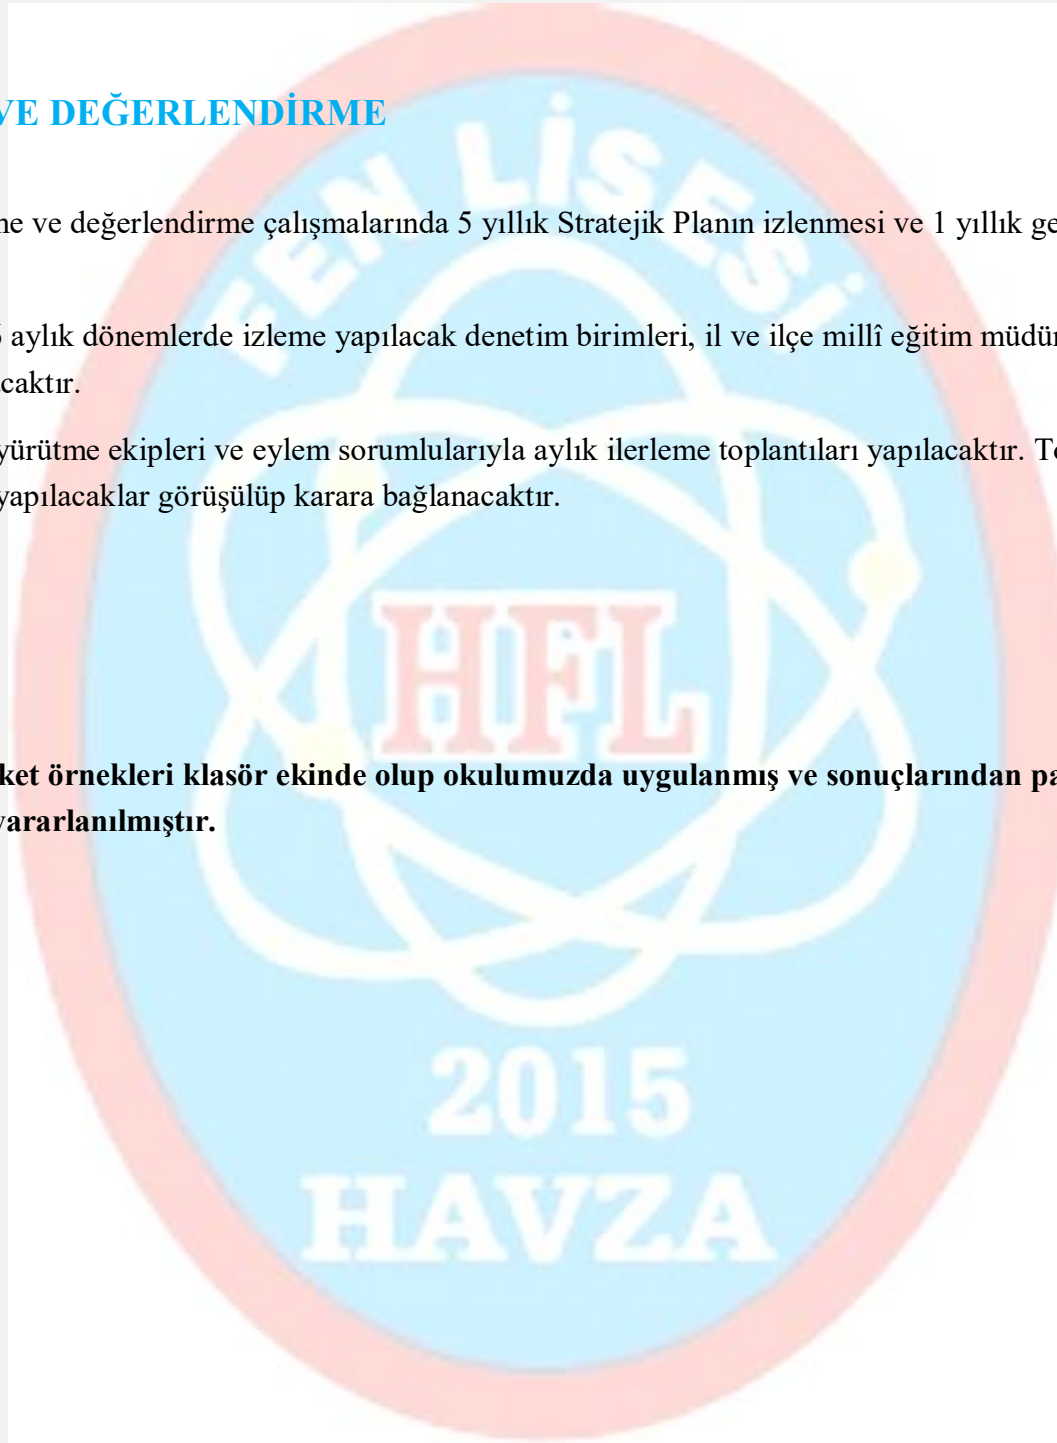 VE DEĞERLENDİRME
ne ve değerlendirme çalışmalarında 5 yıllık Stratejik Planın izlenmesi ve 1 yıllık ge
aylık dönemlerde izleme yapılacak denetim birimleri, il ve ilçe millî eğitim müdür
caktır.
yürütme ekipleri ve eylem sorumlularıyla aylık ilerleme toplantıları yapılacaktır. To
yapılacaklar görüşülüp karara bağlanacaktır.
ket örnekleri klasör ekinde olup okulumuzda uygulanmış ve sonuçlarından pa
yararlanılmıştır.
FEN LİSESİ
HFL
2015
HAVZA